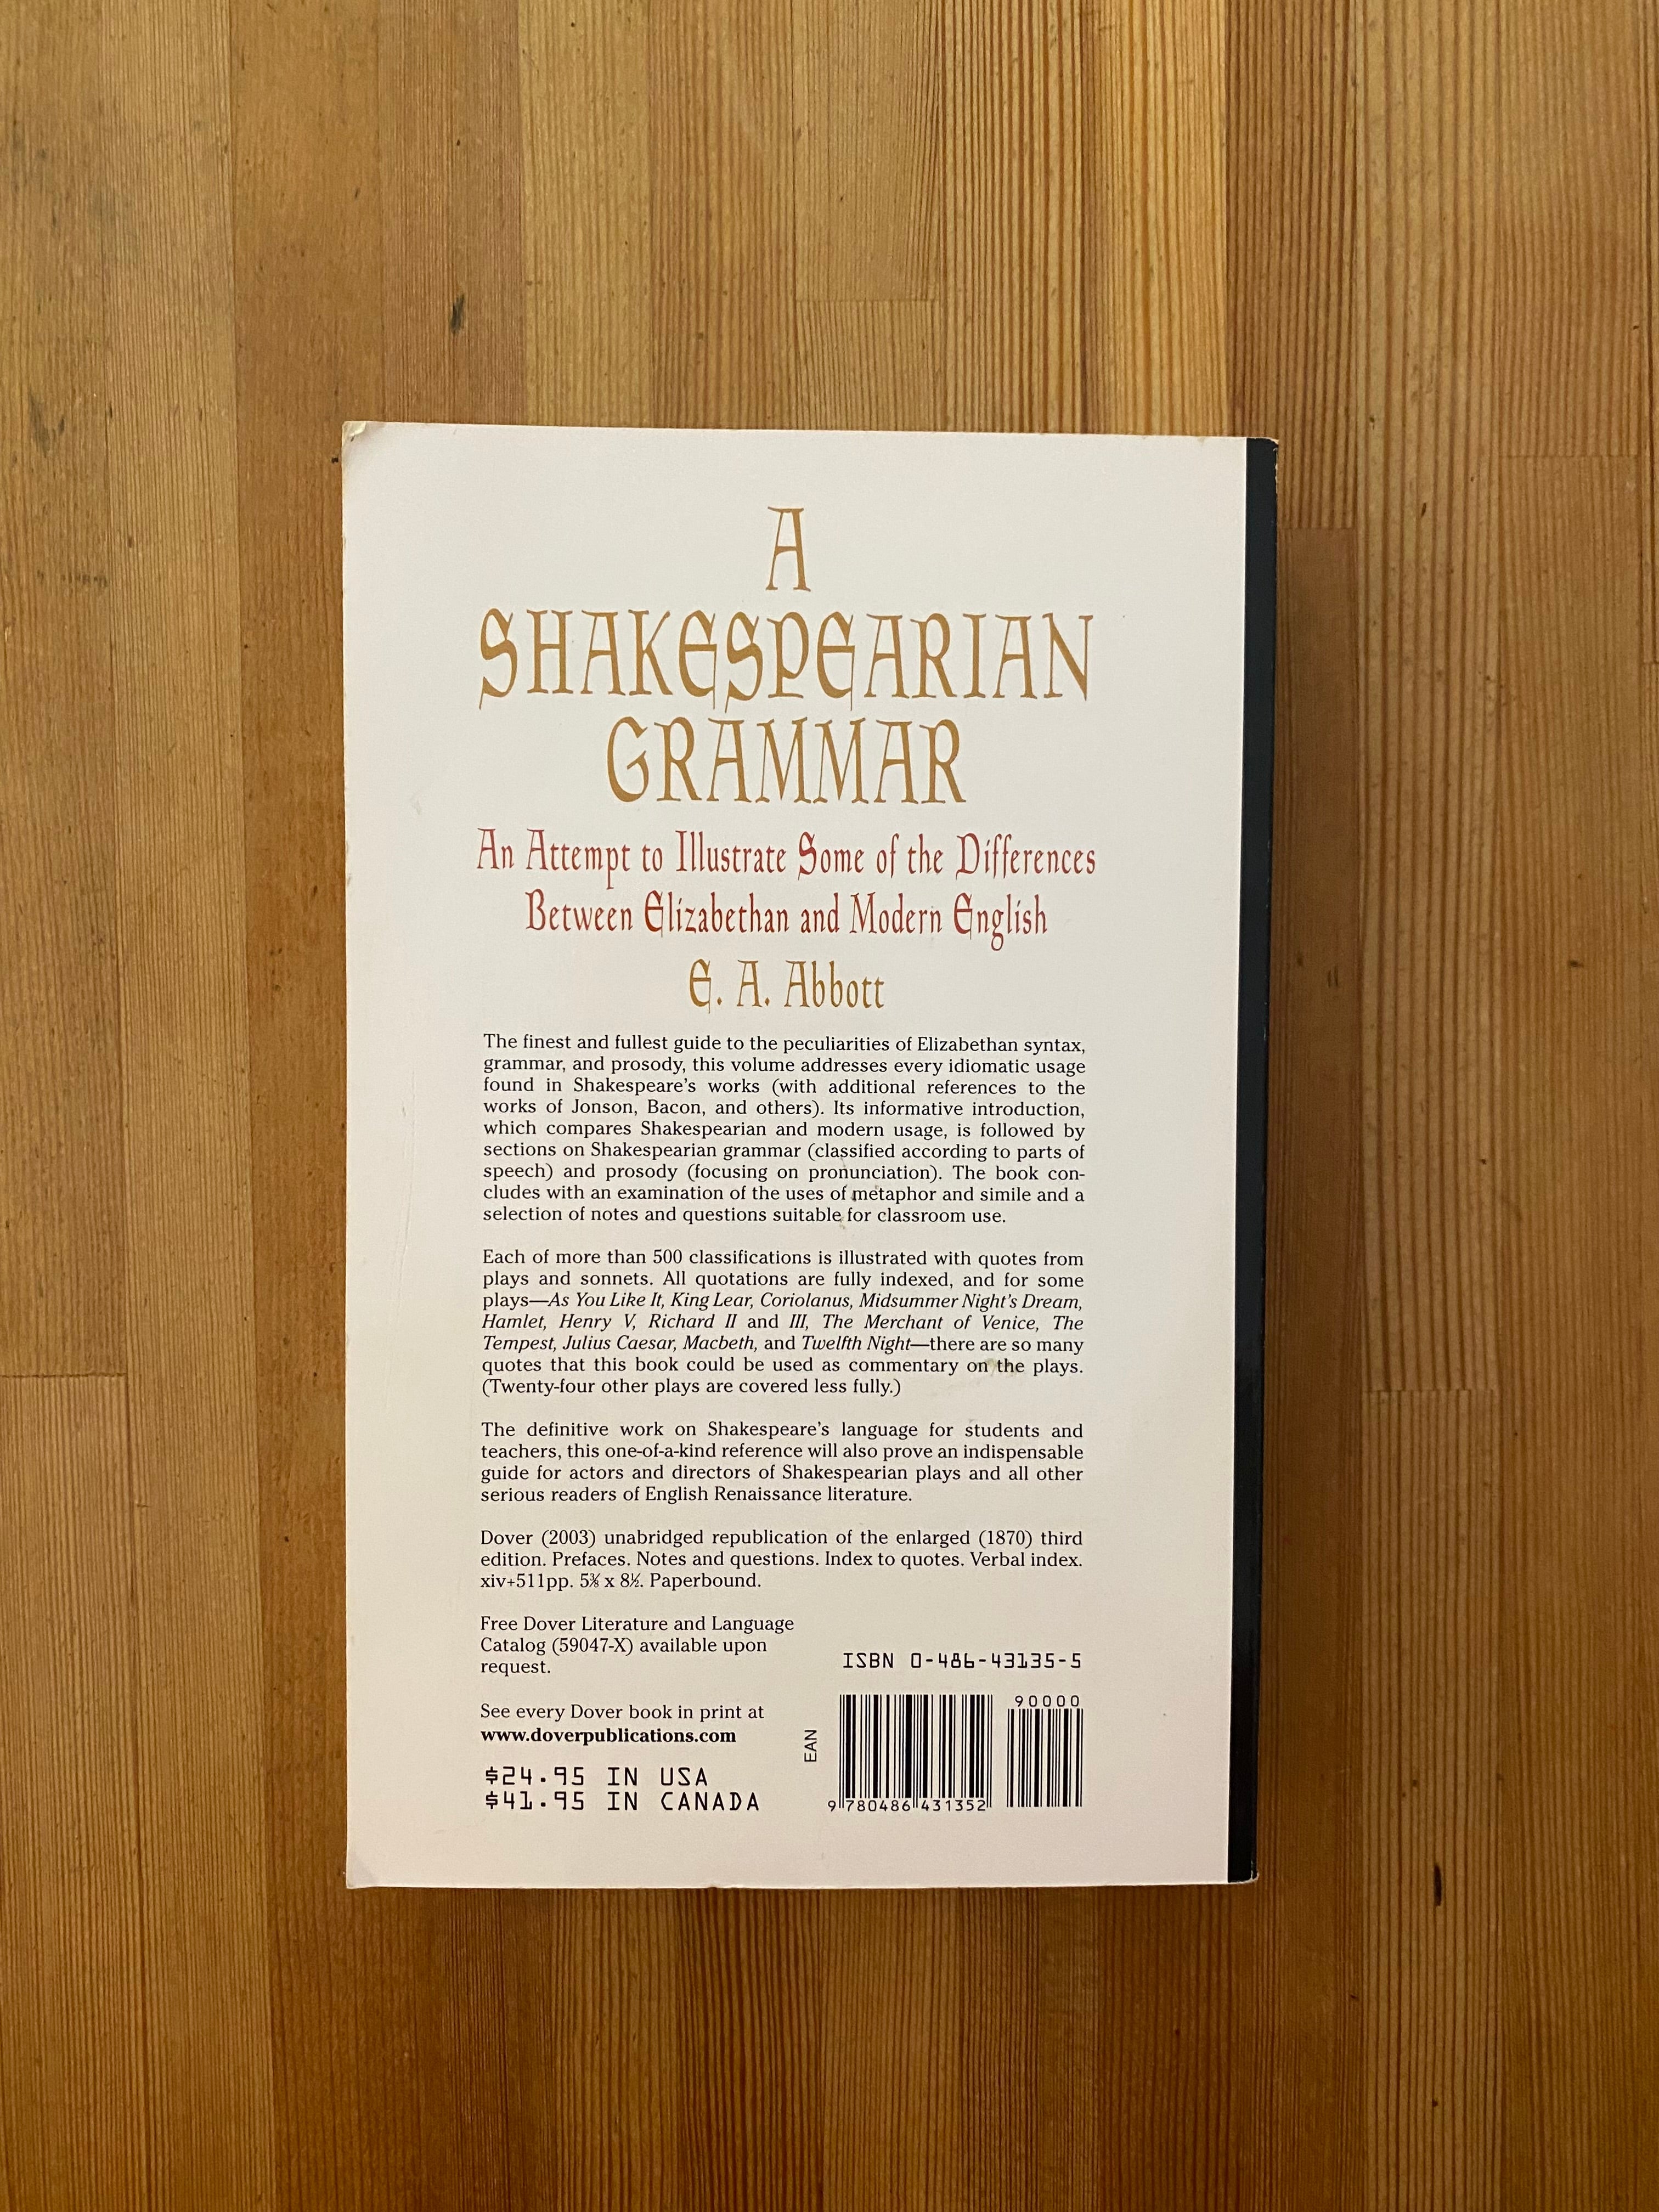 A
SHAKESPEARIAN
GRAMMAR
An Attempt to Illustrate Some of the Differences
Between Elizabethan and Modern English
E. A. Abbott
The finest and fullest guide to the peculiarities of Elizabethan syntax,
grammar, and prosody, this volume addresses every idiomatic usage
found in Shakespeare's works (with additional references to the
works of Jonson, Bacon, and others). Its informative introduction,
which compares Shakespearian and modern usage, is followed by
sections on Shakespearian grammar (classified according to parts of
speech) and prosody (focusing on pronunciation). The book con-
cludes with an examination of the uses of metaphor and simile and a
selection of notes and questions suitable for classroom use.
Each of more than 500 classifications is illustrated with quotes from
plays and sonnets. All quotations are fully indexed, and for some
plays—As You Like It, King Lear, Coriolanus, Midsummer Night's Dream,
Hamlet, Henry V, Richard II and III, The Merchant of Venice, The
Tempest, Julius Caesar, Macbeth, and Twelfth Night—there are so many
quotes that this book could be used as commentary on the plays.
(Twenty-four other plays are covered less fully.)
The definitive work on Shakespeare's language for students and
teachers, this one-of-a-kind reference will also prove an indispensable
guide for actors and directors of Shakespearian plays and all other
serious readers of English Renaissance literature.
Dover (2003) unabridged republication of the enlarged (1870) third
edition. Prefaces. Notes and questions. Index to quotes. Verbal index.
xiv+511pp. 5⅜ x 8½. Paperbound.
Free Dover Literature and Language
Catalog (59047-X) available upon
request.
See every Dover book in print at
www.doverpublications.com
$24.95 IN USA
$41.95 IN CANADA
ISBN 0-486-43135-5
90000
EAN
9 780486 431352